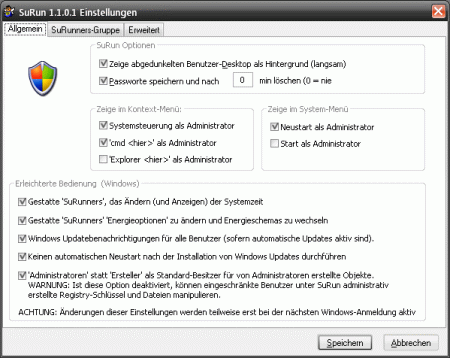 SuRun 1.1.0.1 Einstellungen
Allgemein
SuRunners-Gruppe
Erweitert
SuRun Optionen
Zeige abgedunkelten Benutzer-Desktop als Hintergrund (langsam)
Passworte speichern und nach 0 min löschen (0 = nie
Zeige im Kontext-Menü:
Systemsteuerung als Administrator
'cmd <hier>' als Administrator
'Explorer <hier>' als Administrator
Zeige im System-Menü
Neustart als Administrator
Start als Administrator
Erleichterte Bedienung (Windows)
Gestatte 'SuRunners', das Ändern (und Anzeigen) der Systemzeit
Gestatte 'SuRunners' 'Energieoptionen' zu ändern und Energieschemas zu wechseln
Windows Updatebenachrichtigungen für alle Benutzer (sofern automatische Updates aktiv sind).
Keinen automatischen Neustart nach der Installation von Windows Updates durchführen
'Administratoren' statt 'Ersteller' als Standard-Besitzer für von Administratoren erstellte Objekte.
WARNUNG: Ist diese Option deaktiviert, können eingeschränkte Benutzer unter SuRun administrativ
erstellte Registry-Schlüssel und Dateien manipulieren.
ACHTUNG: Änderungen dieser Einstellungen werden teilweise erst bei der nächsten Windows-Anmeldung aktiv
Speichern
Abbrechen